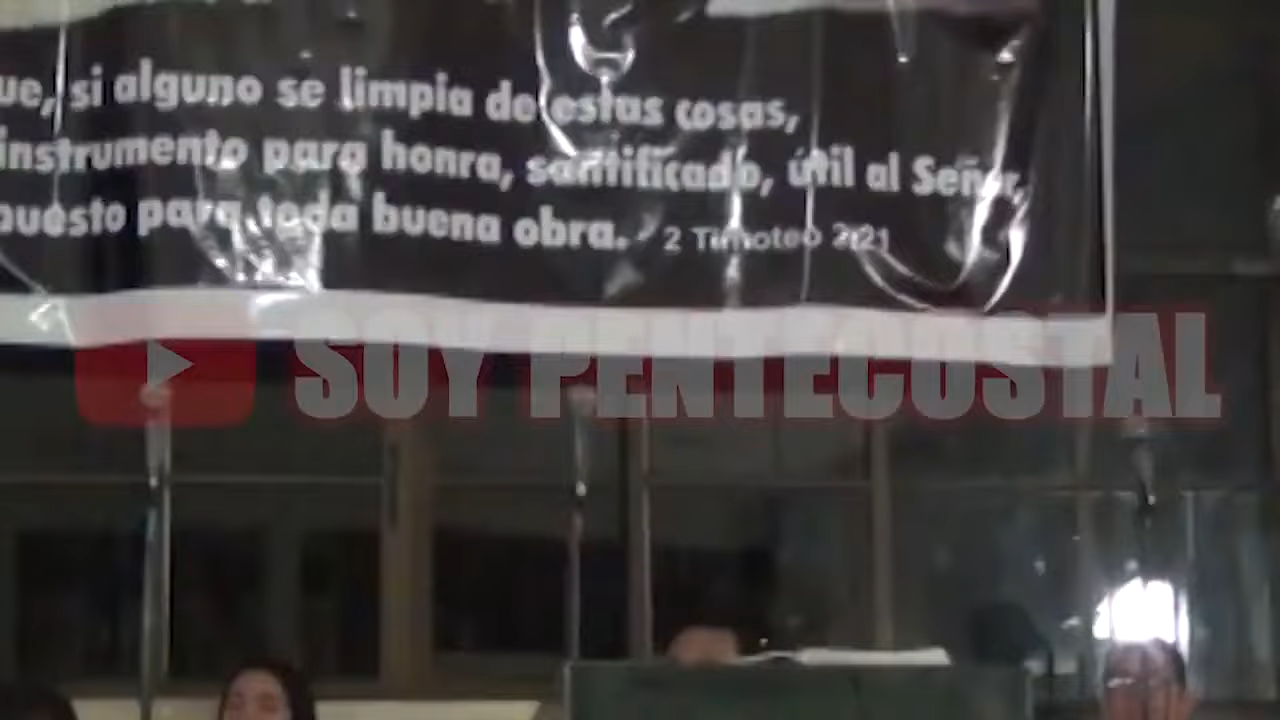 ue, si alguno se limpia de estas cosas,
instrumento para honra, santificado, útil al Señor,
puesto para toda buena obra. 2 Timoteo 2:21
SOY PENTECOSTAL